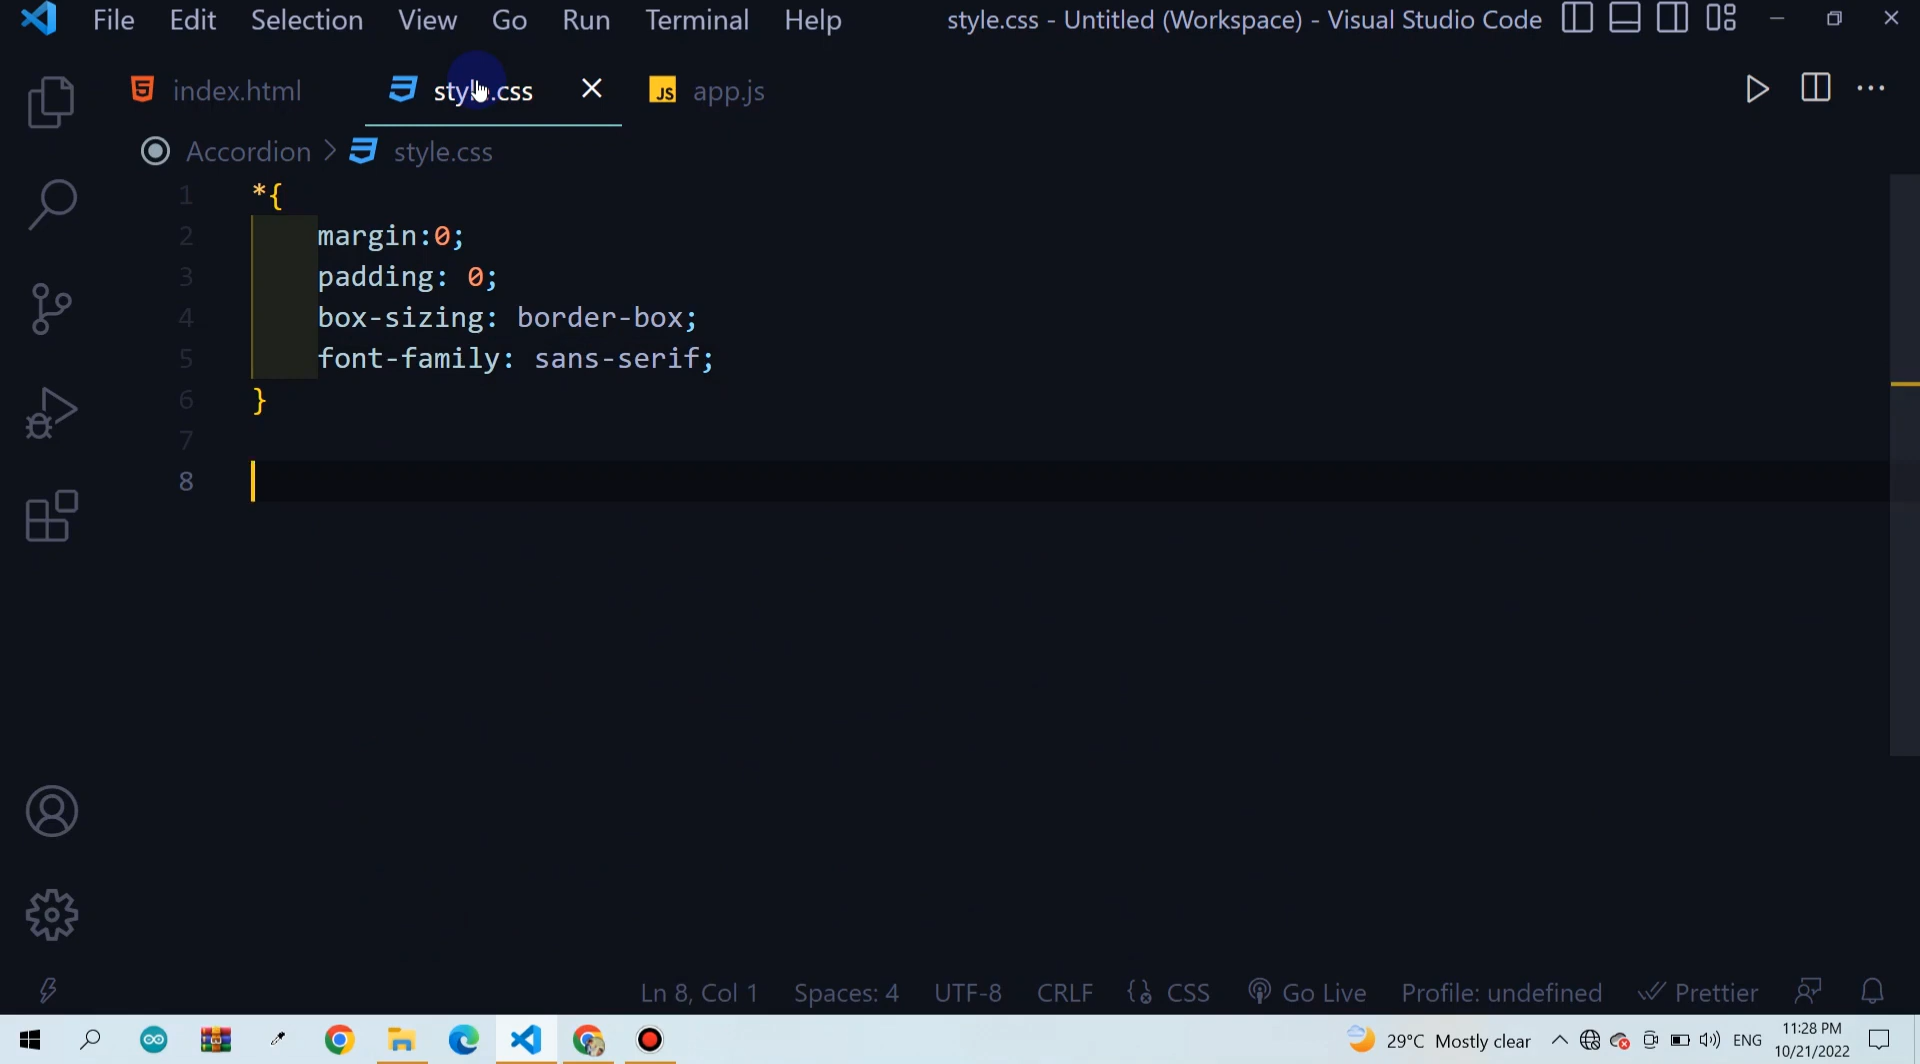 File Edit Selection View Go Run Terminal Help style.css - Untitled (Workspace) - Visual Studio Code
index.html style.css JS app.js
Accordion > style.css
1 *{
2 margin:0;
3 padding: 0;
4 box-sizing: border-box;
5 font-family: sans-serif;
6 }
7
8
Ln 8, Col 1 Spaces: 4 UTF-8 CRLF CSS Go Live Profile: undefined Prettier
29°C Mostly clear ENG 11:28 PM
10/21/2022